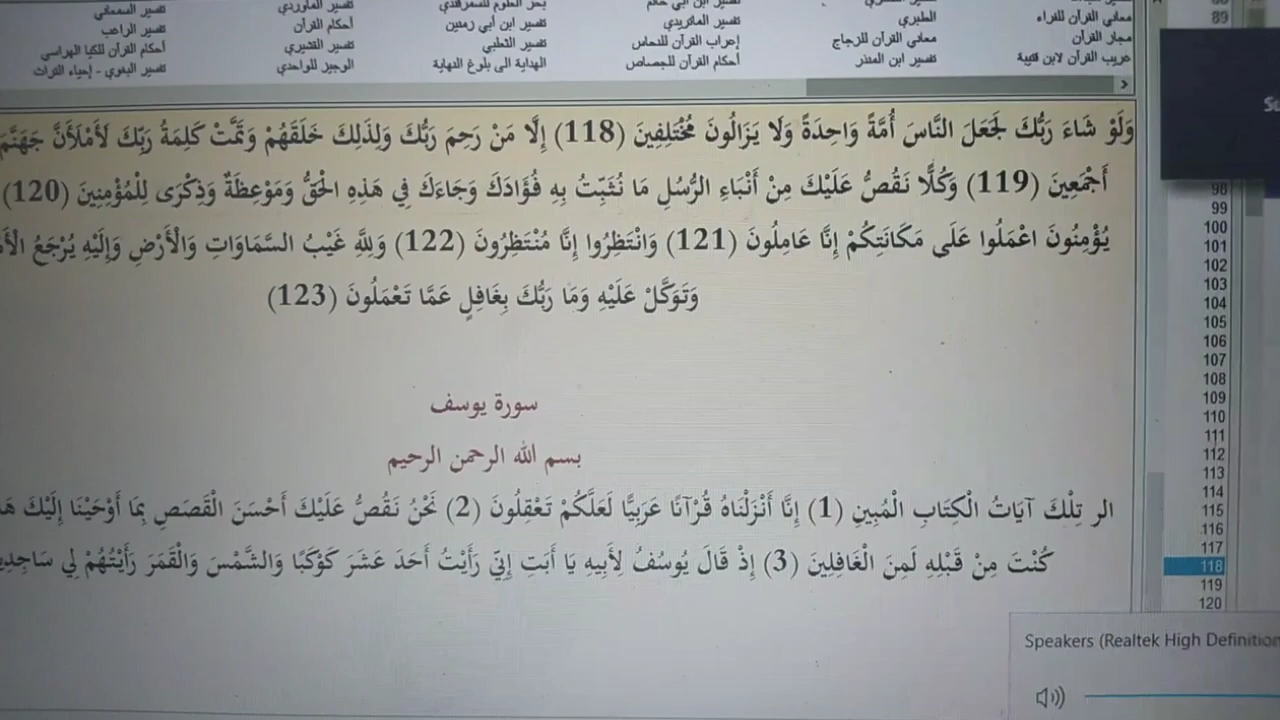 بحر العلوم للسمرقندي
تفسير الماوردي
تفسير السمعاني
معاني القرآن للفراء
الطبري
تفسير الماتريدي
تفسير ابن أبي زمنين
أحكام القرآن
تفسير الراغب
مجاز القرآن
معاني القرآن للزجاج
إعراب القرآن للنحاس
تفسير الثعلبي
تفسير القشيري
أحكام القرآن للكيا الهراسي
غريب القرآن لابن قتيبة
تفسير ابن المنذر
أحكام القرآن للجصاص
الهداية الى بلوغ النهاية
الوجيز للواحدي
تفسير البغوي - إحياء التراث
وَلَوْ شَاءَ رَبُّكَ لَجَعَلَ النَّاسَ أُمَّةً وَاحِدَةً وَلَا يَزَالُونَ مُخْتَلِفِينَ (118) إِلَّا مَنْ رَحِمَ رَبُّكَ وَلِذَلِكَ خَلَقَهُمْ وَتَمَّتْ كَلِمَةُ رَبِّكَ لَأَمْلَأَنَّ جَهَنَّمَ
أَجْمَعِينَ (119) وَكُلًّا نَقُصُّ عَلَيْكَ مِنْ أَنْبَاءِ الرُّسُلِ مَا نُثَبِّتُ بِهِ فُؤَادَكَ وَجَاءَكَ فِي هَذِهِ الْحَقُّ وَمَوْعِظَةٌ وَذِكْرَى لِلْمُؤْمِنِينَ (120)
يُؤْمِنُونَ اعْمَلُوا عَلَى مَكَانَتِكُمْ إِنَّا عَامِلُونَ (121) وَانْتَظِرُوا إِنَّا مُنْتَظِرُونَ (122) وَلِلَّهِ غَيْبُ السَّمَاوَاتِ وَالْأَرْضِ وَإِلَيْهِ يُرْجَعُ
وَتَوَكَّلْ عَلَيْهِ وَمَا رَبُّكَ بِغَافِلٍ عَمَّا تَعْمَلُونَ (123)
سورة يوسف
بسم الله الرحمن الرحيم
الر تِلْكَ آيَاتُ الْكِتَابِ الْمُبِينِ (1) إِنَّا أَنْزَلْنَاهُ قُرْآنًا عَرَبِيًّا لَعَلَّكُمْ تَعْقِلُونَ (2) نَحْنُ نَقُصُّ عَلَيْكَ أَحْسَنَ الْقَصَصِ بِمَا أَوْحَيْنَا إِلَيْكَ
كُنْتَ مِنْ قَبْلِهِ لَمِنَ الْغَافِلِينَ (3) إِذْ قَالَ يُوسُفُ لِأَبِيهِ يَا أَبَتِ إِنِّي رَأَيْتُ أَحَدَ عَشَرَ كَوْكَبًا وَالشَّمْسَ وَالْقَمَرَ رَأَيْتُهُمْ لِي
89
98
99
100
101
102
103
104
105
106
107
108
109
110
111
112
113
114
115
116
117
118
119
120
Speakers (Realtek High Definition